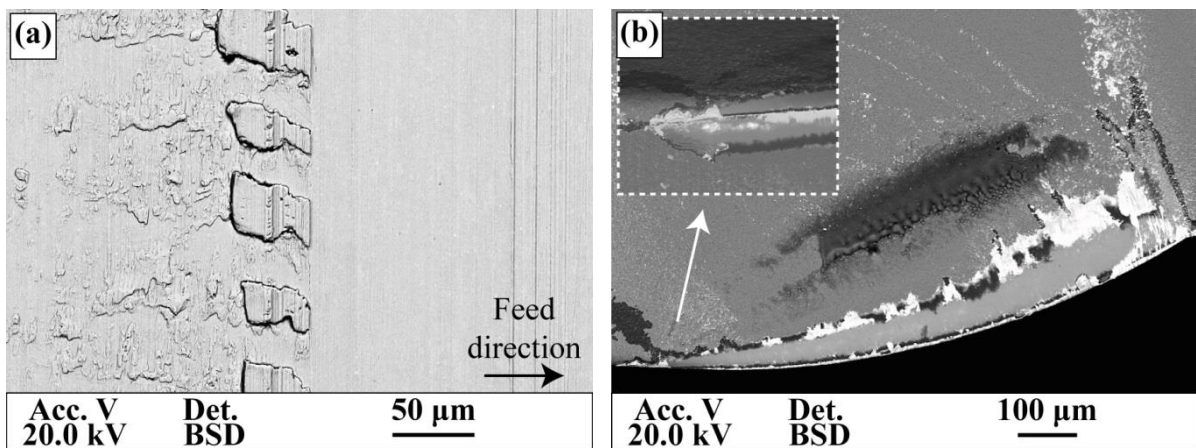 (a)
Feed
direction
Acc. V Det. 50 μm
20.0 kV BSD
(b)
Acc. V Det. 100 μm
20.0 kV BSD